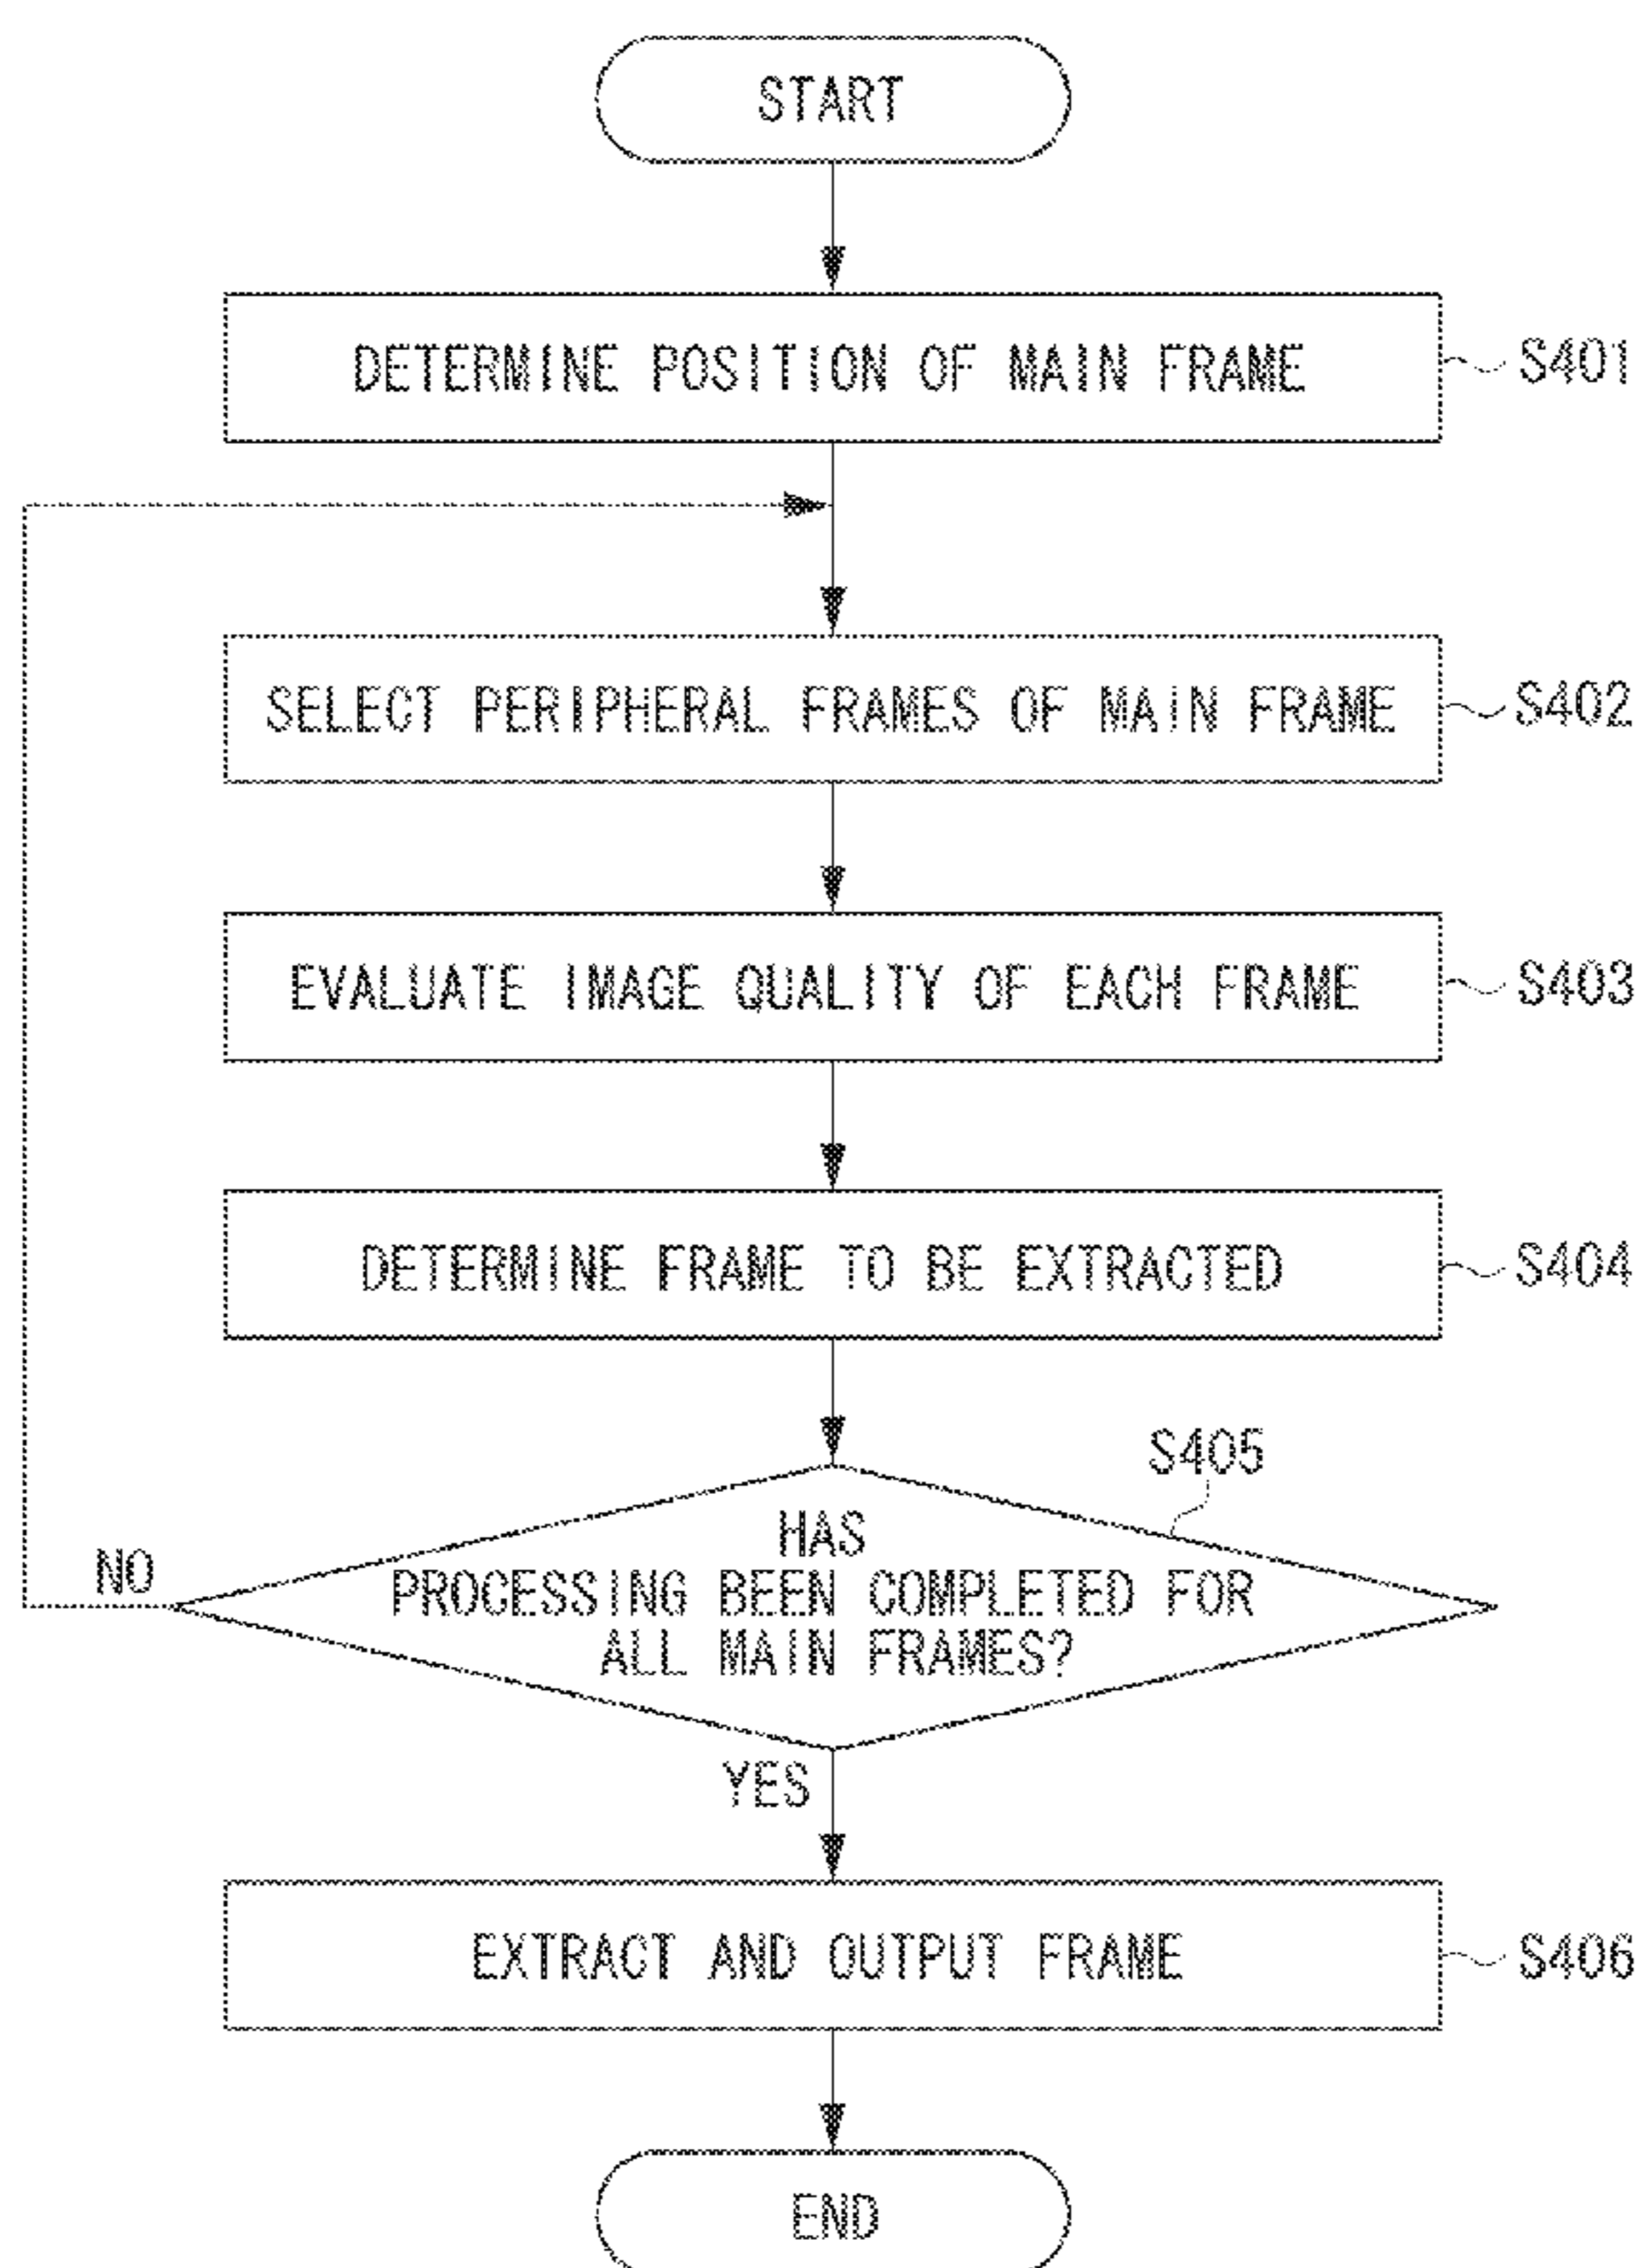 START
DETERMINE POSITION OF MAIN FRAME
S401
SELECT PERIPHERAL FRAMES OF MAIN FRAME
S402
EVALUATE IMAGE QUALITY OF EACH FRAME
S403
DETERMINE FRAME TO BE EXTRACTED
S404
S405
HAS
PROCESSING BEEN COMPLETED FOR
ALL MAIN FRAMES?
NO
YES
EXTRACT AND OUTPUT FRAME
S406
END